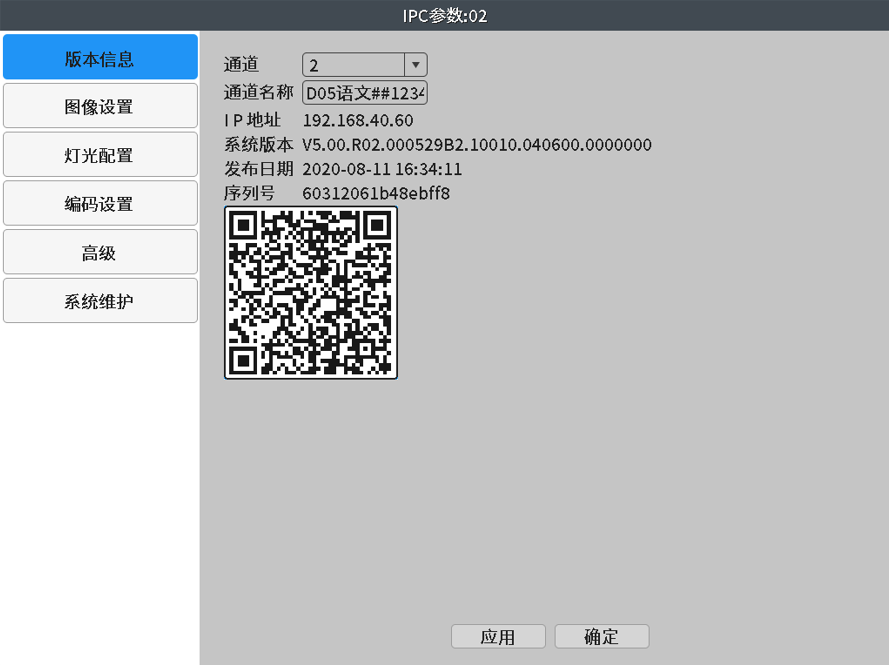 IPC参数:02
版本信息
图像设置
灯光配置
编码设置
高级
系统维护
通道 2
通道名称 D05语文##1234
IP地址 192.168.40.60
系统版本 V5.00.R02.000529B2.10010.040600.0000000
发布日期 2020-08-11 16:34:11
序列号 60312061b48ebff8
应用 确定